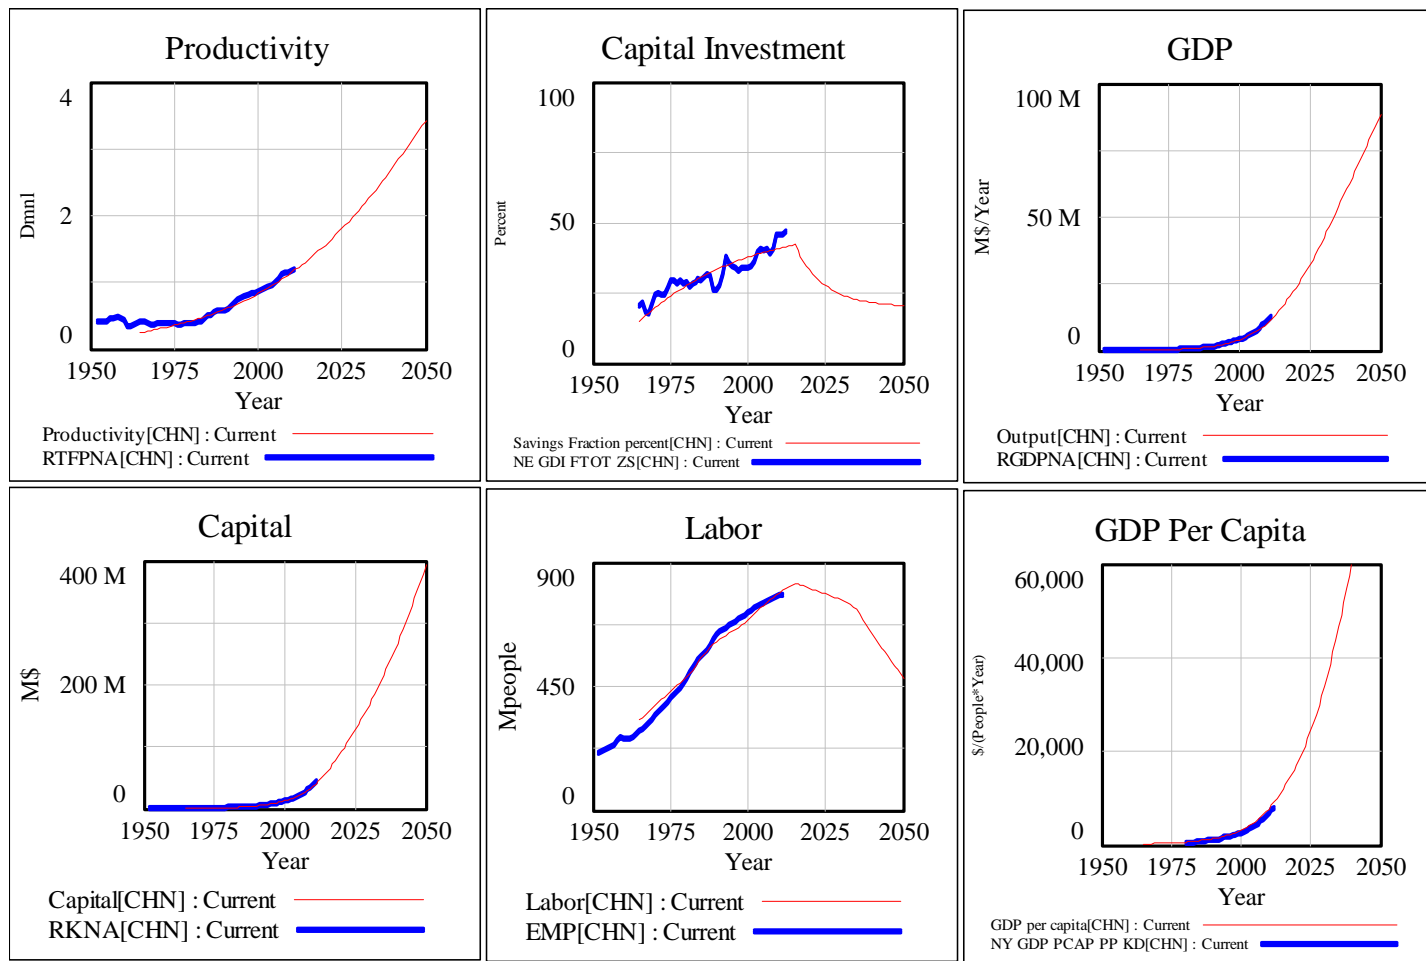 Productivity
4
2
0
Dmnl
1950 1975 2000 2025 2050
Year
Productivity[CHN] : Current
RTFPNA[CHN] : Current
Capital Investment
100
50
0
Percent
1950 1975 2000 2025 2050
Year
Savings Fraction percent[CHN] : Current
NE GDI FTOT ZS[CHN] : Current
GDP
100 M
50 M
0
M$/Year
1950 1975 2000 2025 2050
Year
Output[CHN] : Current
RGDPNA[CHN] : Current
Capital
400 M
200 M
0
M$
1950 1975 2000 2025 2050
Year
Capital[CHN] : Current
RKNA[CHN] : Current
Labor
900
450
0
Mpeople
1950 1975 2000 2025 2050
Year
Labor[CHN] : Current
EMP[CHN] : Current
GDP Per Capita
60,000
40,000
20,000
0
$/(People*Year)
1950 1975 2000 2025 2050
Year
GDP per capita[CHN] : Current
NY GDP PCAP PP KD[CHN] : Current